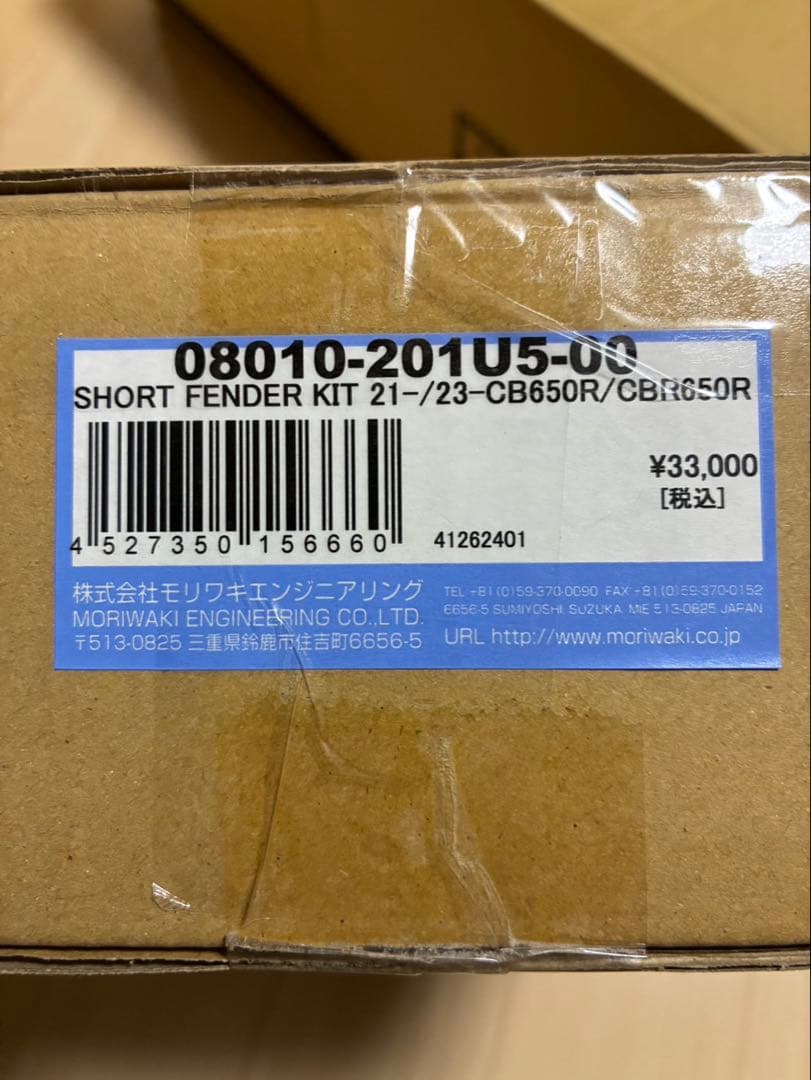 08010-201U5-00
SHORT FENDER KIT 21-/23-CB650R/CBR650R
¥33,000
[税込]
4 527350 156660
41262401
株式会社モリワキエンジニアリング
MORIWAKI ENGINEERING CO.,LTD.
〒513-0825 三重県鈴鹿市住吉町6656-5
TEL +81(0)59-370-0090 FAX +81(0)59-370-0152
6656-5 SUMIYOSHI, SUZUKA, MIE 513-0825 JAPAN
URL http://www.moriwaki.co.jp